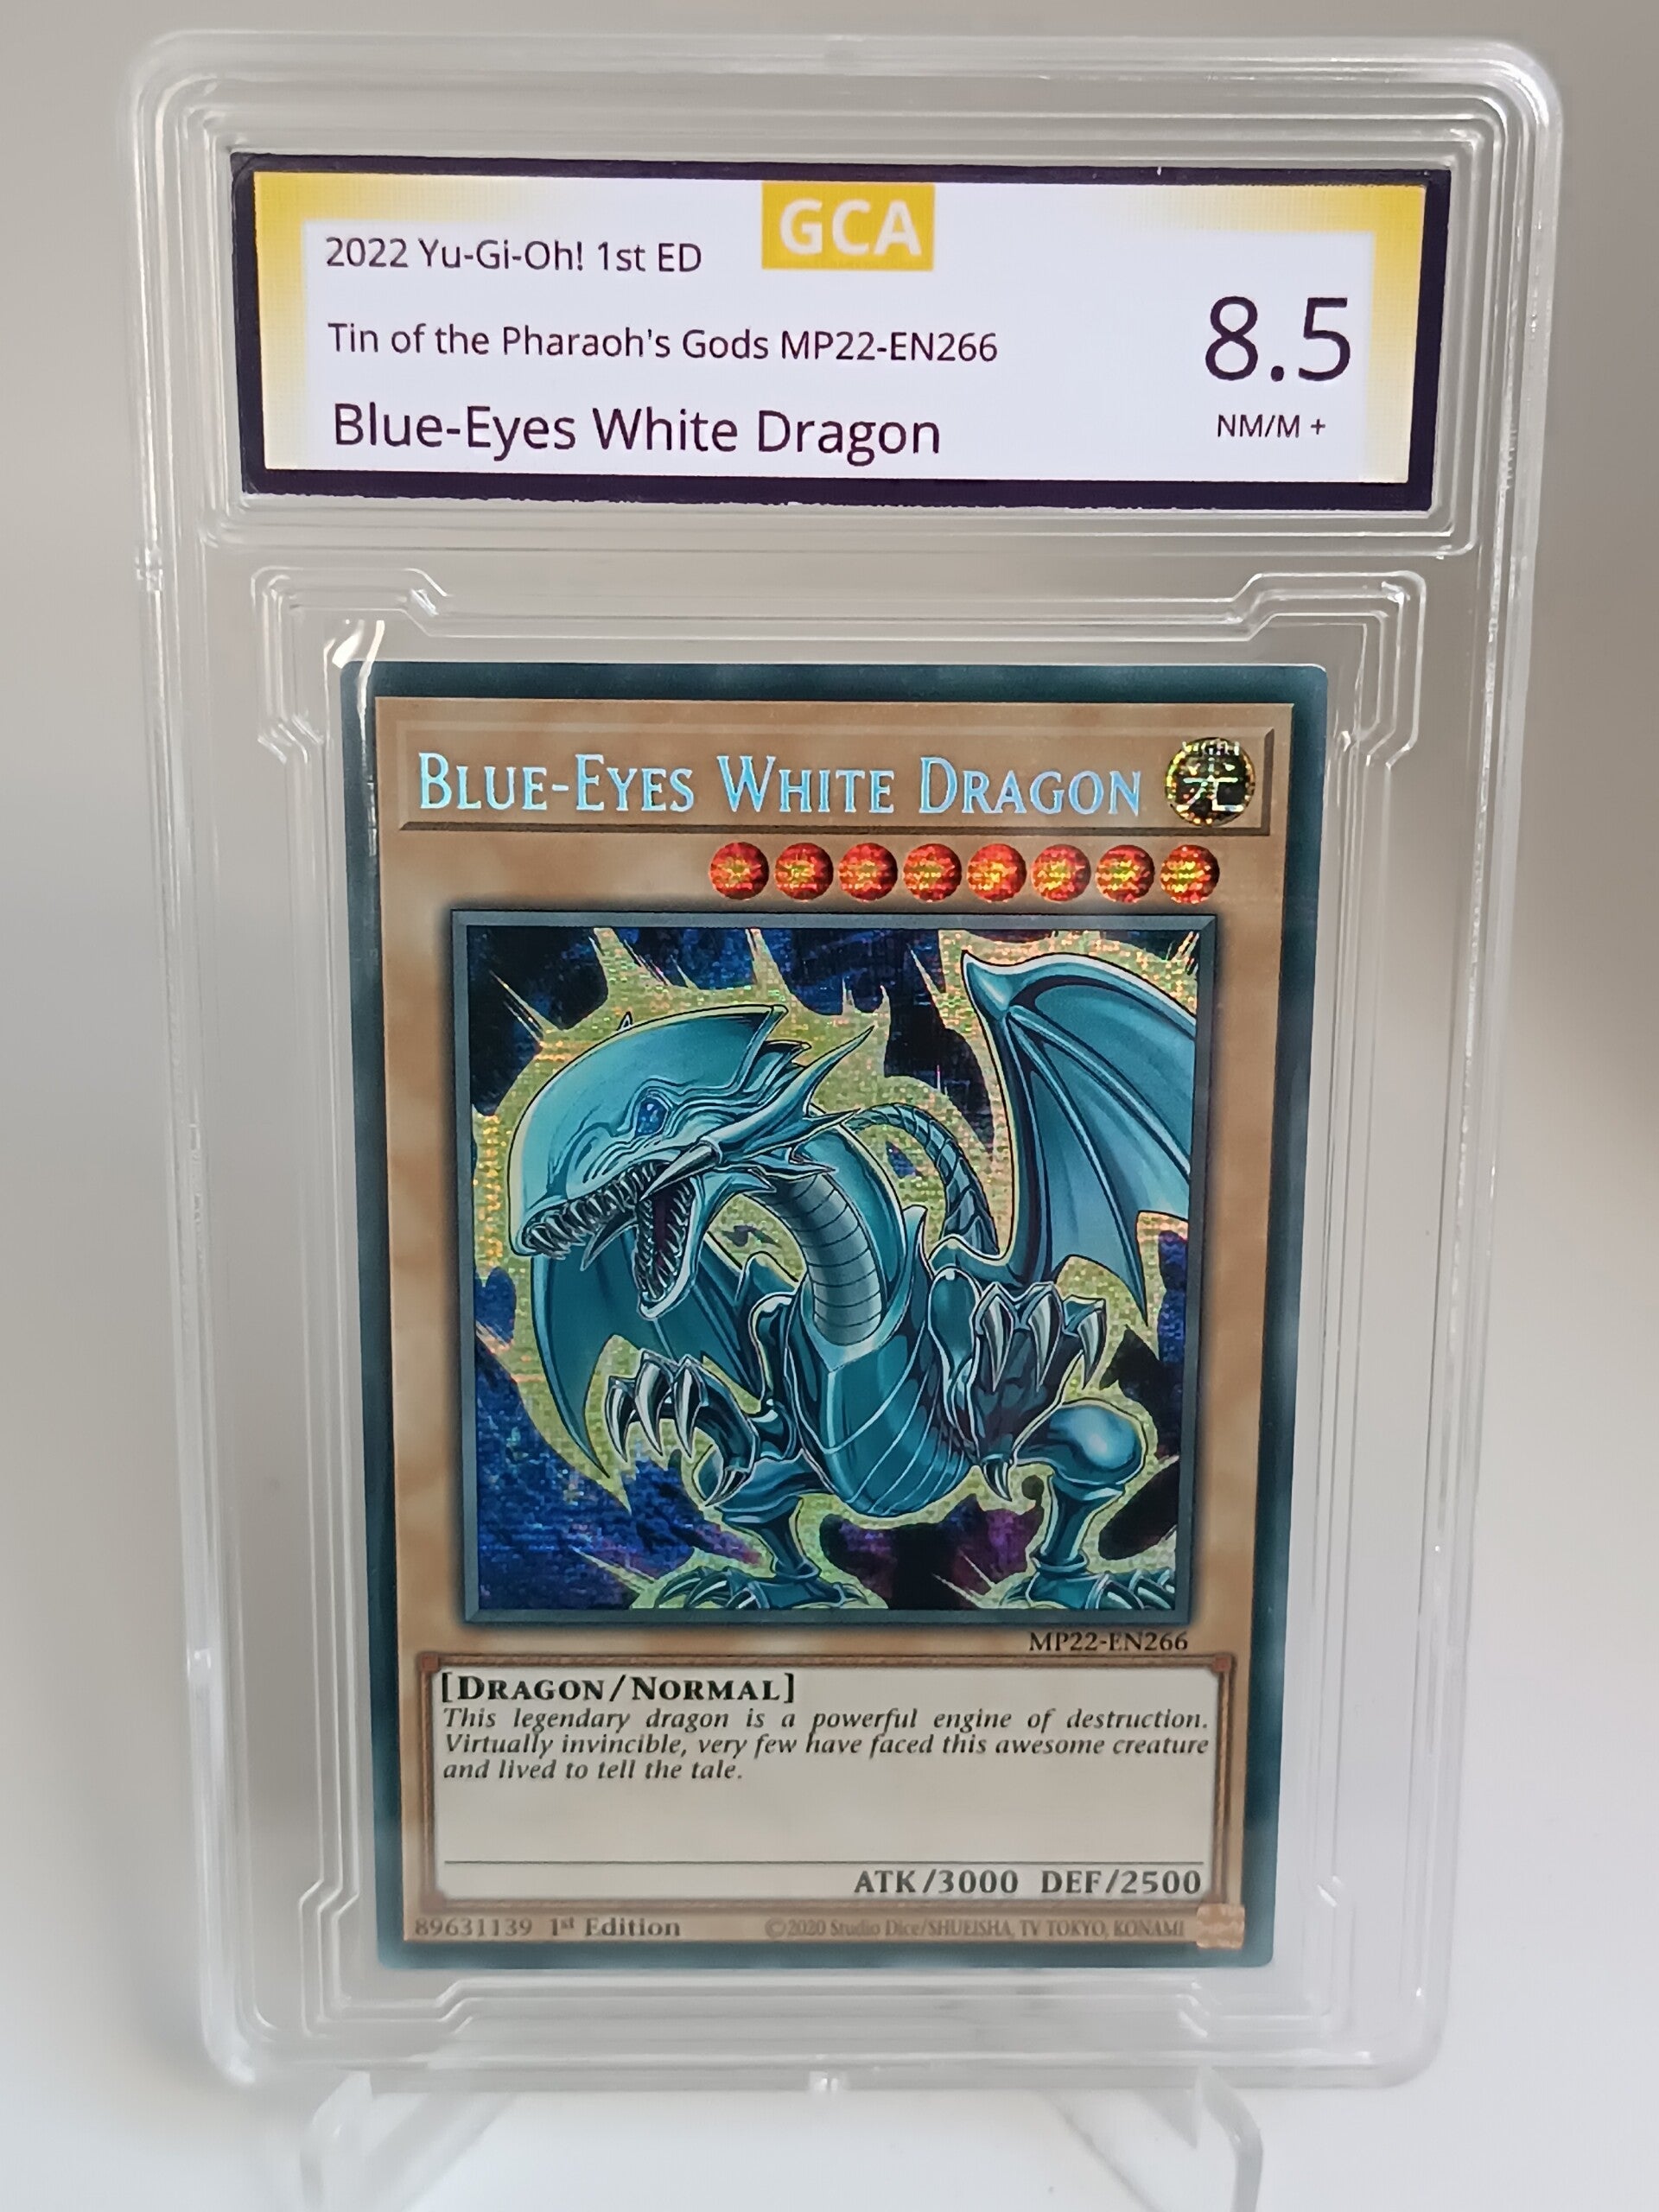 GCA
2022 Yu-Gi-Oh! 1st ED
Tin of the Pharaoh's Gods MP22-EN266
Blue-Eyes White Dragon
8.5
NM/M +
BLUE-EYES WHITE DRAGON
LIGHT
光
MP22-EN266
[DRAGON/NORMAL]
This legendary dragon is a powerful engine of destruction.
Virtually invincible, very few have faced this awesome creature
and lived to tell the tale.
ATK/3000 DEF/2500
89631139 1st Edition ©2020 Studio Dice/SHUEISHA, TV TOKYO, KONAMI